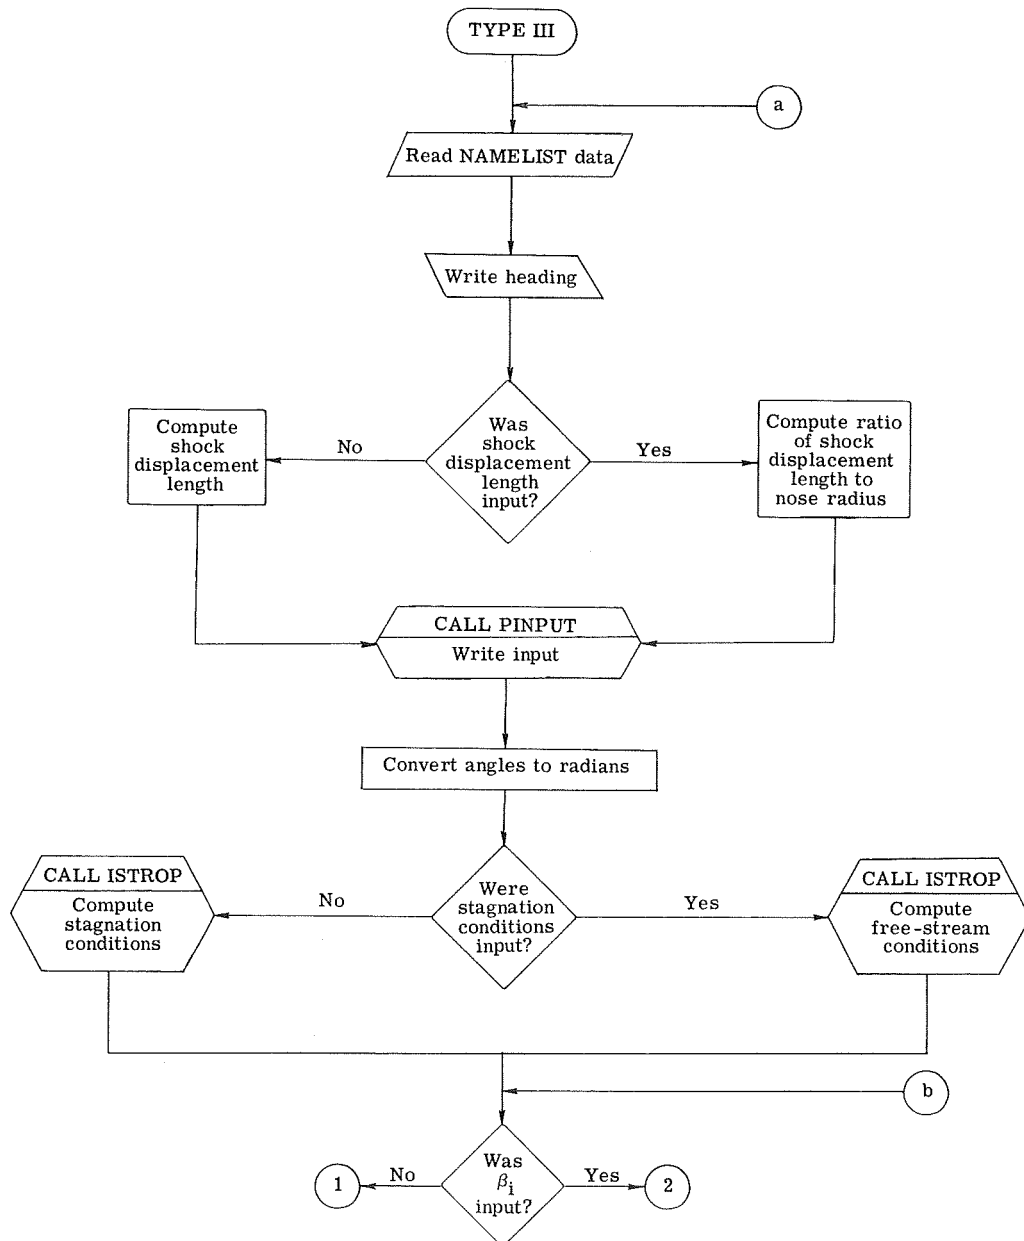 TYPE III
a
Read NAMELIST data
Write heading
Compute
shock
displacement
length
No
Was
shock
displacement
length
input?
Yes
Compute ratio
of shock
displacement
length to
nose radius
CALL PINPUT
Write input
Convert angles to radians
CALL ISTROP
Compute
stagnation
conditions
No
Were
stagnation
conditions
input?
Yes
CALL ISTROP
Compute
free-stream
conditions
b
1
No
Was
βi
input?
Yes
2